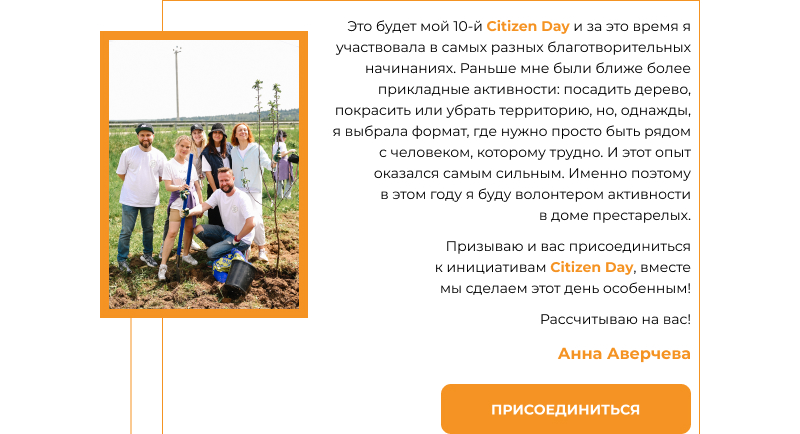 Это будет мой 10-й Citizen Day и за это время я
участвовала в самых разных благотворительных
начинаниях. Раньше мне были ближе более
прикладные активности: посадить дерево,
покрасить или убрать территорию, но, однажды,
я выбрала формат, где нужно просто быть рядом
с человеком, которому трудно. И этот опыт
оказался самым сильным. Именно поэтому
в этом году я буду волонтером активности
в доме престарелых.
Призываю и вас присоединиться
к инициативам Citizen Day, вместе
мы сделаем этот день особенным!
Рассчитываю на вас!
Анна Аверчева
ПРИСОЕДИНИТЬСЯ